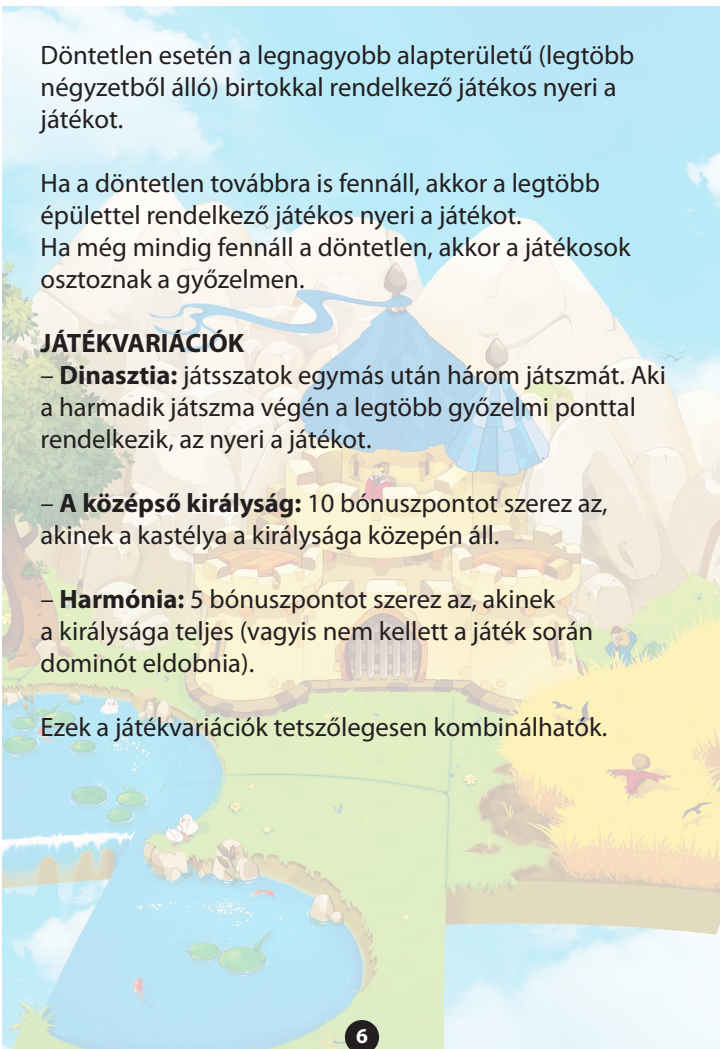 Döntetlen esetén a legnagyobb alapterületű (legtöbb
négyzetből álló) birtokkal rendelkező játékos nyeri a
játékot.
Ha a döntetlen továbbra is fennáll, akkor a legtöbb
épülettel rendelkező játékos nyeri a játékot.
Ha még mindig fennáll a döntetlen, akkor a játékosok
osztoznak a győzelmen.
JÁTÉKVARIÁCIÓK
– Dinasztia: játsszatok egymás után három játszmát. Aki
a harmadik játszma végén a legtöbb győzelmi ponttal
rendelkezik, az nyeri a játékot.
– A középső királyság: 10 bónuszpontot szerez az,
akinek a kastélya a királysága közepén áll.
– Harmónia: 5 bónuszpontot szerez az, akinek
a királysága teljes (vagyis nem kellett a játék során
dominót eldobnia).
Ezek a játékvariációk tetszőlegesen kombinálhatók.
6